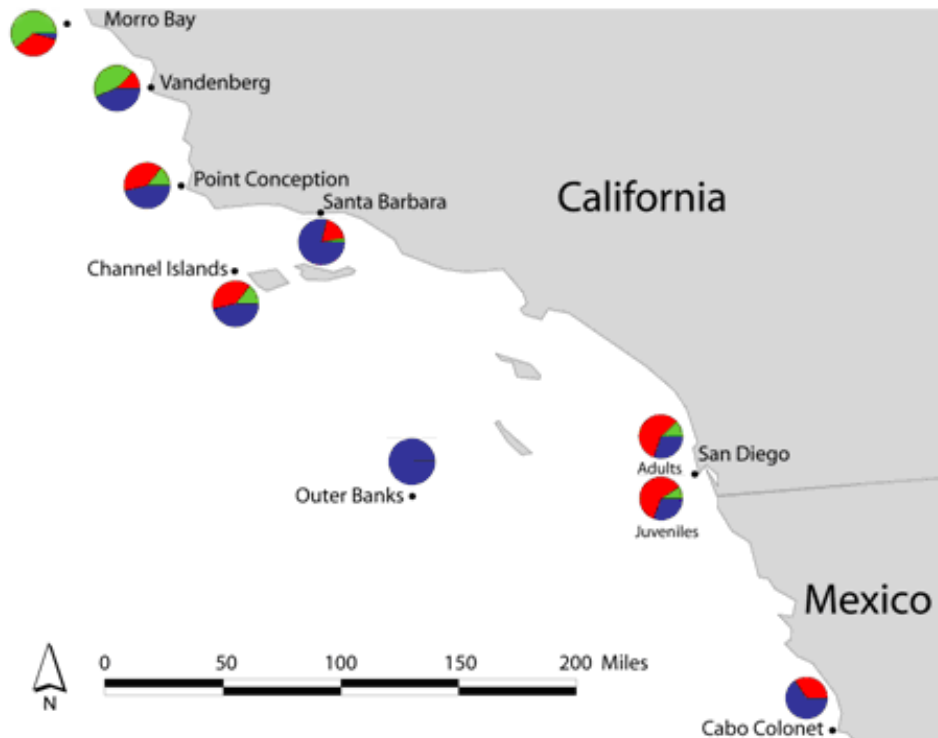 Morro Bay
Vandenberg
Point Conception
Santa Barbara
California
Channel Islands
San Diego
Adults
Outer Banks
Juveniles
Mexico
0 50 100 150 200 Miles
N
Cabo Colonet